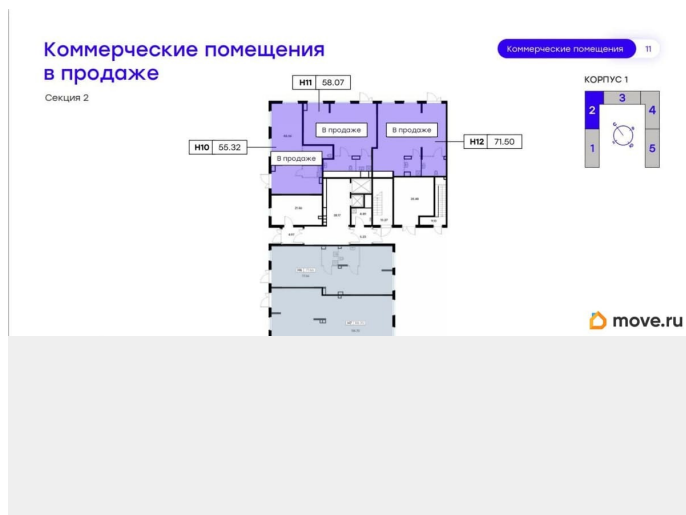 Коммерческие помещения
в продаже
Секция 2
Коммерческие помещения 11
КОРПУС 1
2 3 4
1 5
Н11 58.07
В продаже В продаже
Н10 55.32
В продаже
Н12 71.50
move.ru